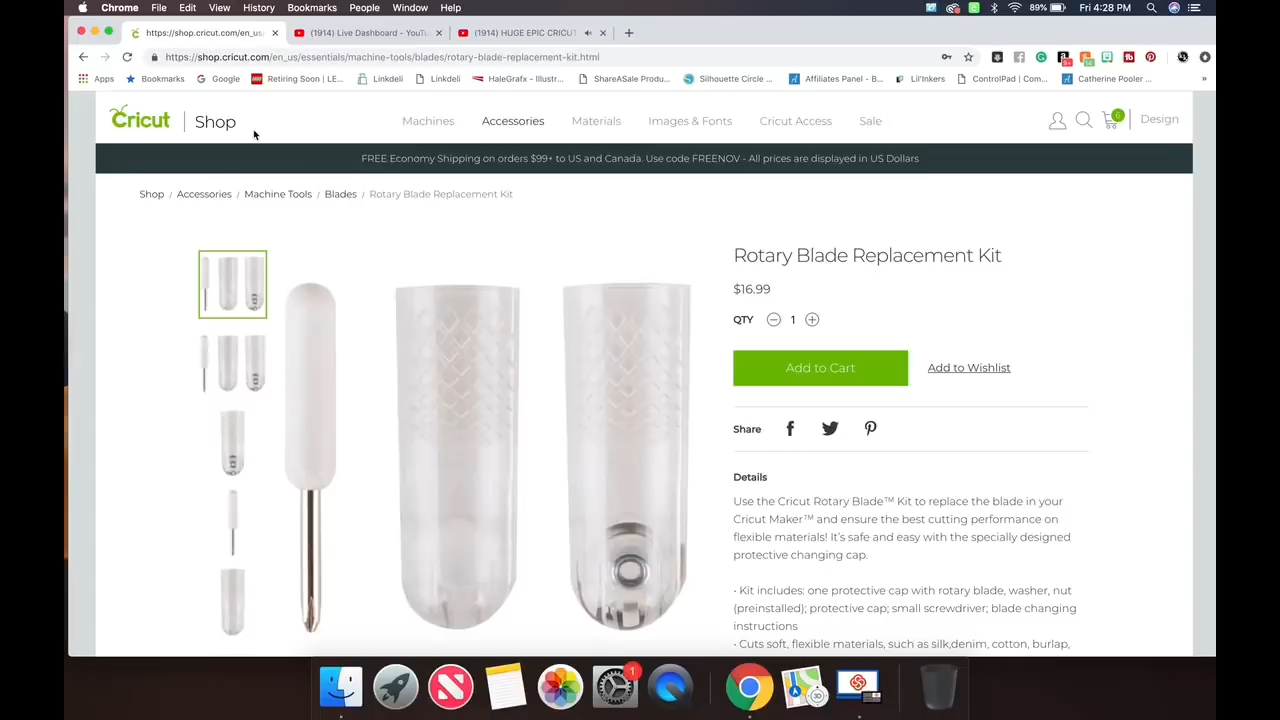 Chrome File Edit View History Bookmarks People Window Help 89% Fri 4:28 PM
https://shop.cricut.com/en_us (1914) Live Dashboard - YouTu (1914) HUGE EPIC CRICUT
https://shop.cricut.com/en_us/essentials/machine-tools/blades/rotary-blade-replacement-kit.html
Apps Bookmarks Google Retiring Soon | LE... Linkdeli Linkdeli HaleGrafx – Illustr... ShareASale Produ... Silhouette Circle ... Affiliates Panel - B... Lil'Inkers ControlPad | Com... Catherine Pooler ... »
Cricut Shop Machines Accessories Materials Images & Fonts Cricut Access Sale 6 Design
FREE Economy Shipping on orders $99+ to US and Canada. Use code FREENOV - All prices are displayed in US Dollars
Shop / Accessories / Machine Tools / Blades / Rotary Blade Replacement Kit
Rotary Blade Replacement Kit
$16.99
QTY 1
Add to Cart Add to Wishlist
Share
Details
Use the Cricut Rotary Blade™ Kit to replace the blade in your
Cricut Maker™ and ensure the best cutting performance on
flexible materials! It's safe and easy with the specially designed
protective changing cap.
• Kit includes: one protective cap with rotary blade, washer, nut
(preinstalled); protective cap; small screwdriver; blade changing
instructions
• Cuts soft, flexible materials, such as silk,denim, cotton, burlap,
1
3D